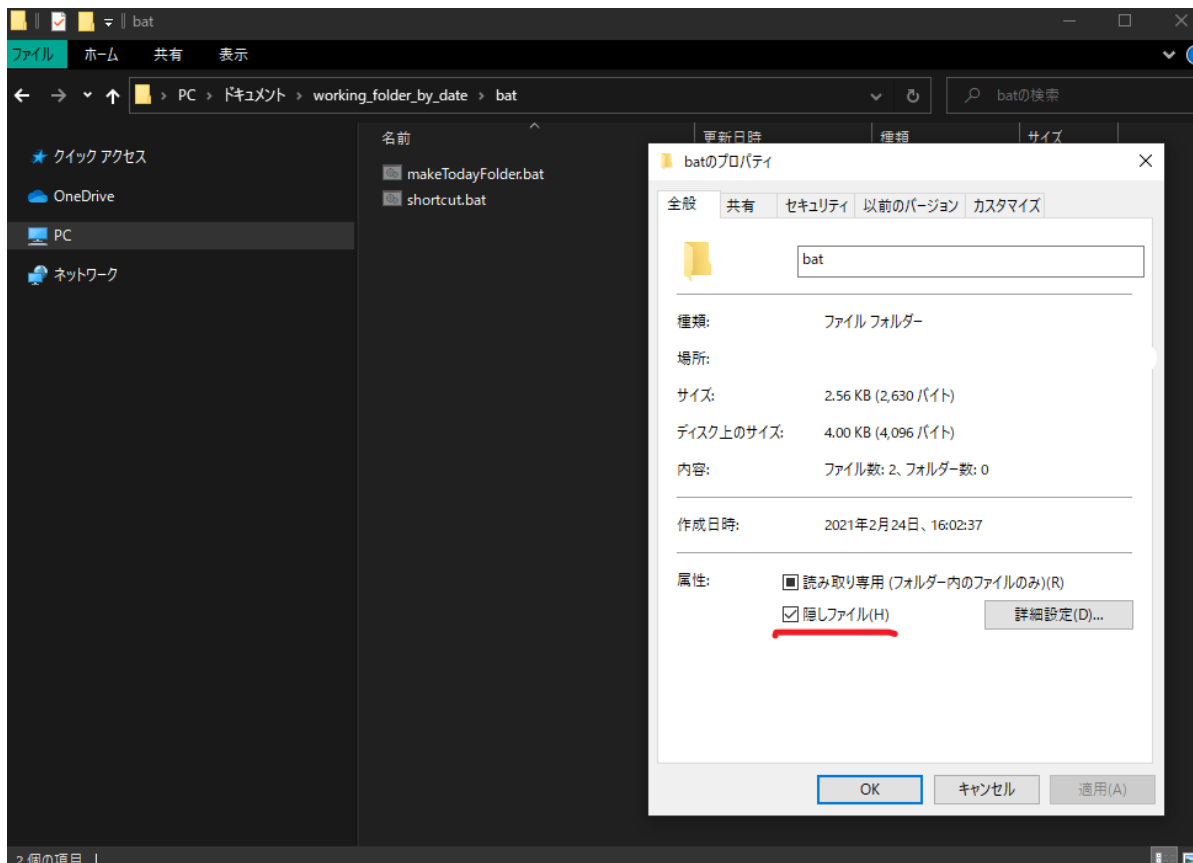 bat
ファイル ホーム 共有 表示
PC › ドキュメント › working_folder_by_date › bat
batの検索
クイック アクセス
OneDrive
PC
ネットワーク
名前 更新日時 種類 サイズ
makeTodayFolder.bat
shortcut.bat
batのプロパティ
全般 共有 セキュリティ 以前のバージョン カスタマイズ
bat
種類: ファイル フォルダー
場所:
サイズ: 2.56 KB (2,630 バイト)
ディスク上のサイズ: 4.00 KB (4,096 バイト)
内容: ファイル数: 2、フォルダー数: 0
作成日時: 2021年2月24日、16:02:37
属性: 読み取り専用 (フォルダー内のファイルのみ)(R)
隠しファイル(H) 詳細設定(D)...
OK キャンセル 適用(A)
2 個の項目